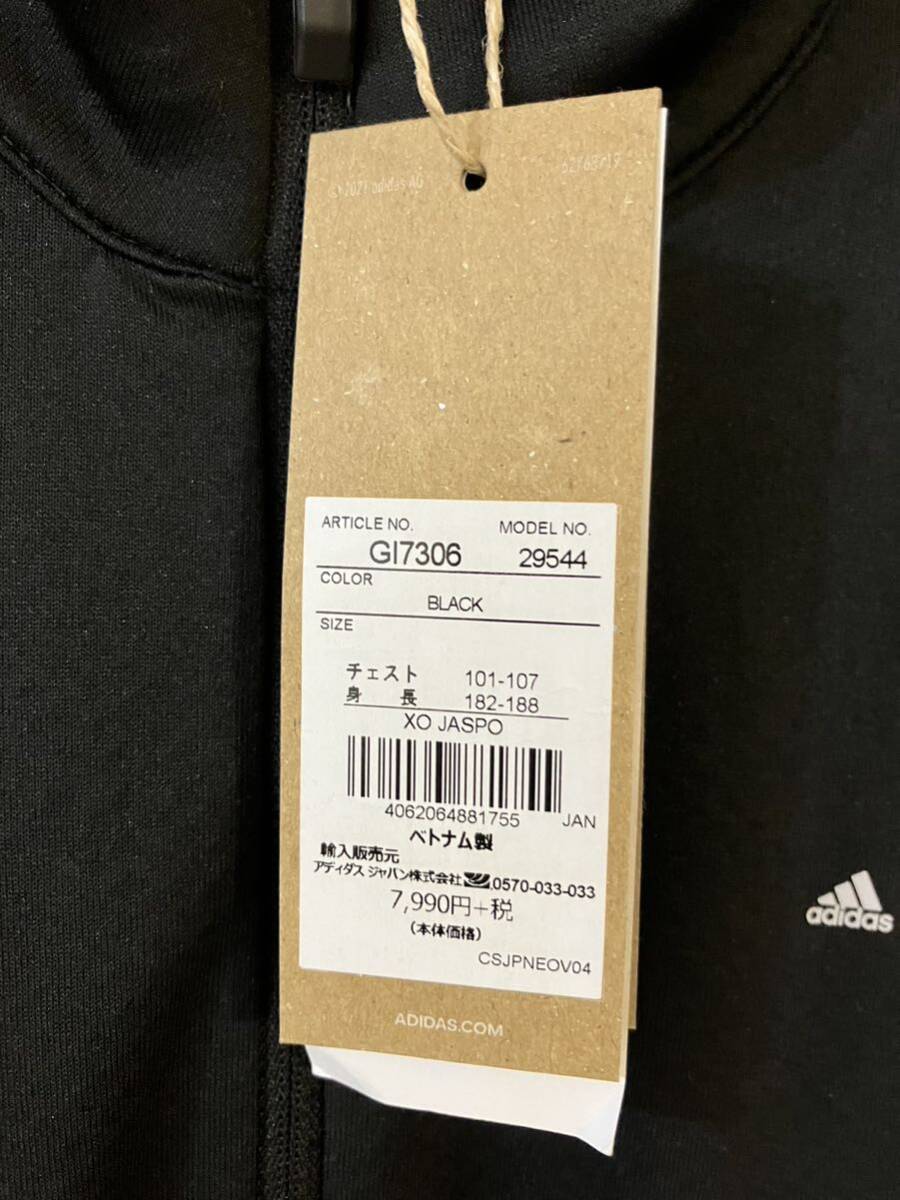 © 2021 adidas AG
ARTICLE NO. MODEL NO.
GI7306 29544
COLOR
BLACK
SIZE
チェスト 101-107
身 長 182-188
XO JASPO
4062064881755 JAN
ベトナム製
輸入販売元
アディダス ジャパン株式会社 0570-033-033
7,990円+税
(本体価格)
CSJPNEOV04
ADIDAS.COM
adidas